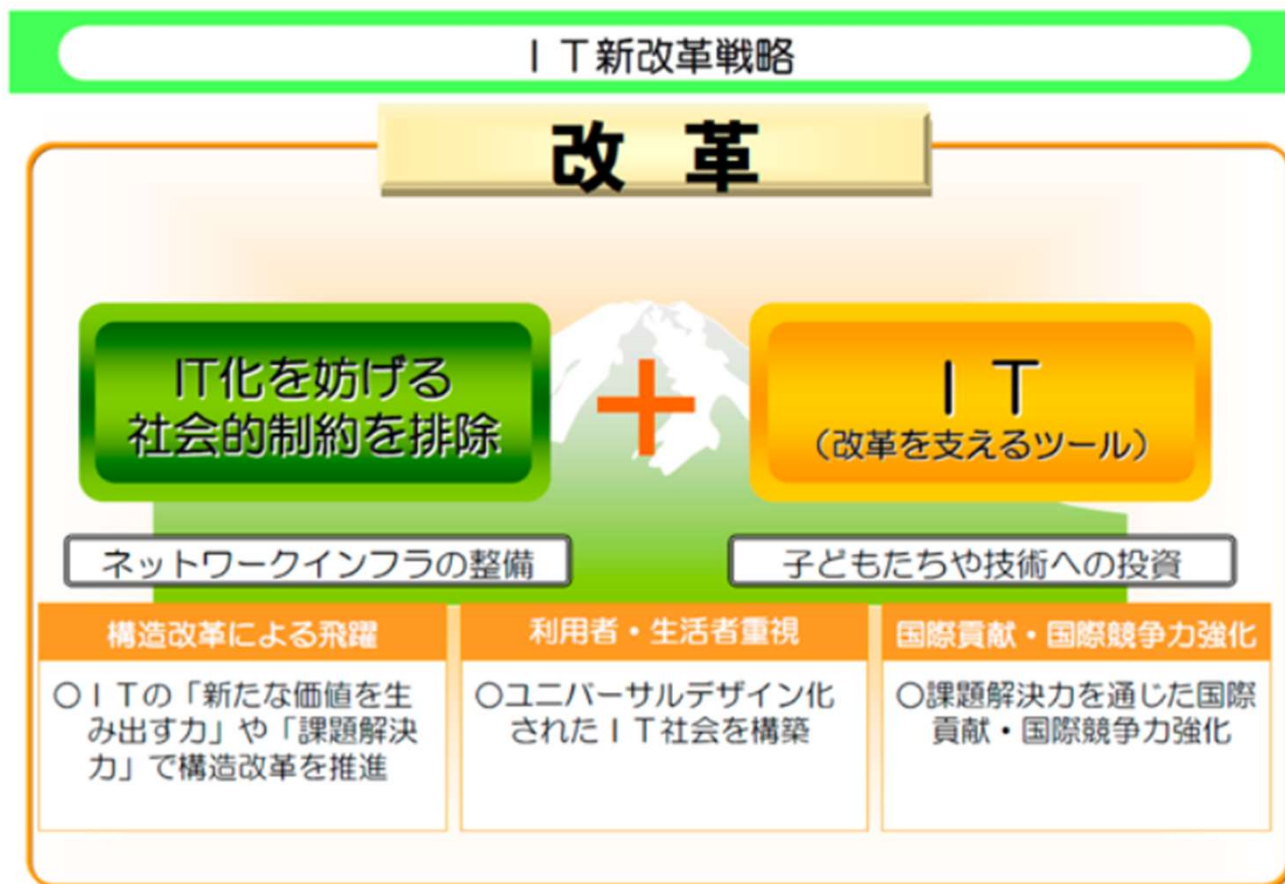 ＩＴ新改革戦略
改 革
IT化を妨げる
社会的制約を排除
＋
ＩＴ
（改革を支えるツール）
ネットワークインフラの整備
子どもたちや技術への投資
構造改革による飛躍
○ＩＴの「新たな価値を生
み出す力」や「課題解決
力」で構造改革を推進
利用者・生活者重視
○ユニバーサルデザイン化
されたＩＴ社会を構築
国際貢献・国際競争力強化
○課題解決力を通じた国際
貢献・国際競争力強化